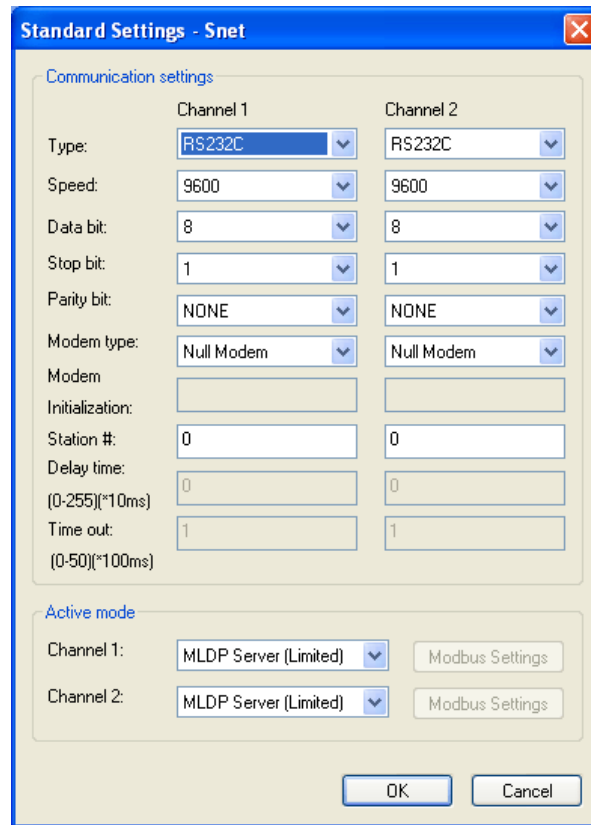 Standard Settings - Snet
Communication settings
Channel 1 Channel 2
Type: RS232C RS232C
Speed: 9600 9600
Data bit: 8 8
Stop bit: 1 1
Parity bit: NONE NONE
Modem type: Null Modem Null Modem
Modem
Initialization:
Station #: 0 0
Delay time:
(0-255)(*10ms) 0 0
Time out: 1 1
(0-50)(*100ms)
Active mode
Channel 1: MLDP Server (Limited) Modbus Settings
Channel 2: MLDP Server (Limited) Modbus Settings
OK Cancel